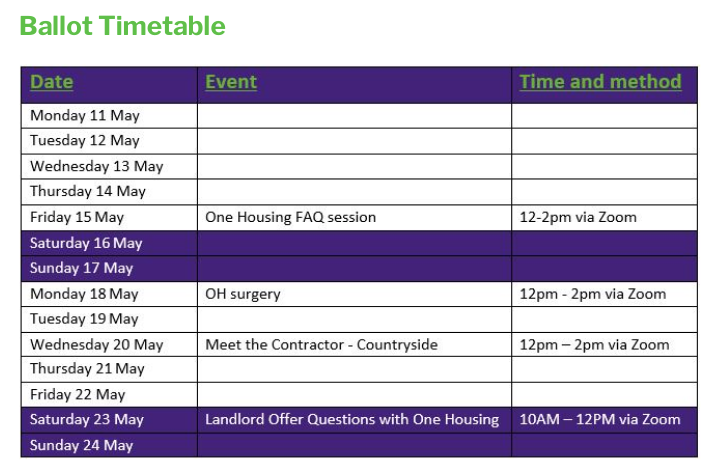 Ballot Timetable
Date Event Time and method
Monday 11 May
Tuesday 12 May
Wednesday 13 May
Thursday 14 May
Friday 15 May One Housing FAQ session 12-2pm via Zoom
Saturday 16 May
Sunday 17 May
Monday 18 May OH surgery 12pm - 2pm via Zoom
Tuesday 19 May
Wednesday 20 May Meet the Contractor - Countryside 12pm – 2pm via Zoom
Thursday 21 May
Friday 22 May
Saturday 23 May Landlord Offer Questions with One Housing 10AM – 12PM via Zoom
Sunday 24 May